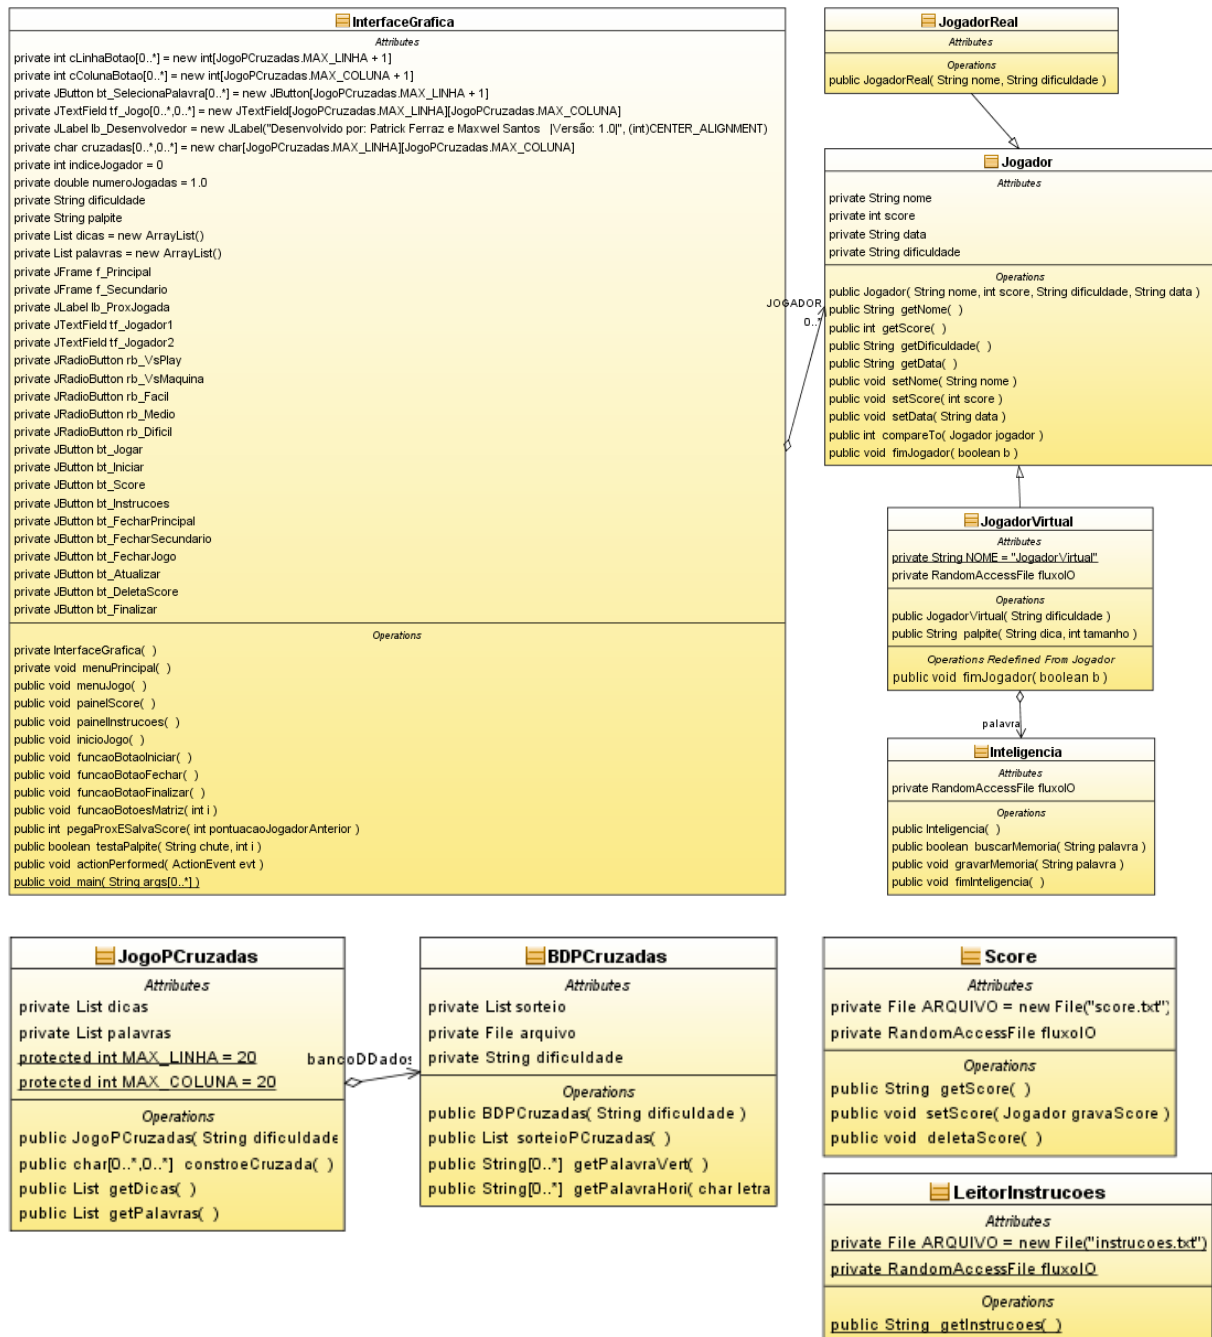 InterfaceGrafica
Attributes
private int cLinhaBotao[0..*] = new int[JogoPCruzadas.MAX_LINHA + 1]
private int cColunaBotao[0..*] = new int[JogoPCruzadas.MAX_COLUNA + 1]
private JButton bt_SelecionaPalavra[0..*] = new JButton[JogoPCruzadas.MAX_LINHA + 1]
private JTextField tf_Jogo[0..*,0..*] = new JTextField[JogoPCruzadas.MAX_LINHA][JogoPCruzadas.MAX_COLUNA]
private JLabel lb_Desenvolvedor = new JLabel("Desenvolvido por: Patrick Ferraz e Maxwel Santos   |Versão: 1.0|", (int)CENTER_ALIGNMENT)
private char cruzadas[0..*,0..*] = new char[JogoPCruzadas.MAX_LINHA][JogoPCruzadas.MAX_COLUNA]
private int indiceJogador = 0
private double numeroJogadas = 1.0
private String dificuldade
private String palpite
private List dicas = new ArrayList()
private List palavras = new ArrayList()
private JFrame f_Principal
private JFrame f_Secundario
private JLabel lb_ProxJogada
private JTextField tf_Jogador1
private JTextField tf_Jogador2
private JRadioButton rb_VsPlay
private JRadioButton rb_VsMaquina
private JRadioButton rb_Facil
private JRadioButton rb_Medio
private JRadioButton rb_Dificil
private JButton bt_Jogar
private JButton bt_Iniciar
private JButton bt_Score
private JButton bt_Instrucoes
private JButton bt_FecharPrincipal
private JButton bt_FecharSecundario
private JButton bt_FecharJogo
private JButton bt_Atualizar
private JButton bt_DeletaScore
private JButton bt_Finalizar
Operations
private InterfaceGrafica( )
private void menuPrincipal( )
public void menuJogo( )
public void painelScore( )
public void painelInstrucoes( )
public void inicioJogo( )
public void funcaoBotaoIniciar( )
public void funcaoBotaoFechar( )
public void funcaoBotaoFinalizar( )
public void funcaoBotoesMatriz( int i )
public int pegaProxESalvaScore( int pontuacaoJogadorAnterior )
public boolean testaPalpite( String chute, int i )
public void actionPerformed( ActionEvent evt )
public void main( String args[0..*] )
JogadorReal
Attributes
Operations
public JogadorReal( String nome, String dificuldade )
Jogador
Attributes
private String nome
private int score
private String data
private String dificuldade
Operations
public Jogador( String nome, int score, String dificuldade, String data )
public String getNome( )
public int getScore( )
public String getDificuldade( )
public String getData( )
public void setNome( String nome )
public void setScore( int score )
public void setData( String data )
public int compareTo( Jogador jogador )
public void fimJogador( boolean b )
JOGADOR
0..*
JogadorVirtual
Attributes
private String NOME = "JogadorVirtual"
private RandomAccessFile fluxoIO
Operations
public JogadorVirtual( String dificuldade )
public String palpite( String dica, int tamanho )
Operations Redefined From Jogador
public void fimJogador( boolean b )
palavra
Inteligencia
Attributes
private RandomAccessFile fluxoIO
Operations
public Inteligencia( )
public boolean buscarMemoria( String palavra )
public void gravarMemoria( String palavra )
public void fimInteligencia( )
JogoPCruzadas
Attributes
private List dicas
private List palavras
protected int MAX_LINHA = 20
protected int MAX_COLUNA = 20
Operations
public JogoPCruzadas( String dificuldade
public char[0..*,0..*] constroeCruzada( )
public List getDicas( )
public List getPalavras( )
bancoDDados
BDPCruzadas
Attributes
private List sorteio
private File arquivo
private String dificuldade
Operations
public BDPCruzadas( String dificuldade )
public List sorteioPCruzadas( )
public String[0..*] getPalavraVert( )
public String[0..*] getPalavraHori( char letra
Score
Attributes
private File ARQUIVO = new File("score.txt")
private RandomAccessFile fluxoIO
Operations
public String getScore( )
public void setScore( Jogador gravaScore )
public void deletaScore( )
LeitorInstrucoes
Attributes
private File ARQUIVO = new File("instrucoes.txt")
private RandomAccessFile fluxoIO
Operations
public String getInstrucoes( )